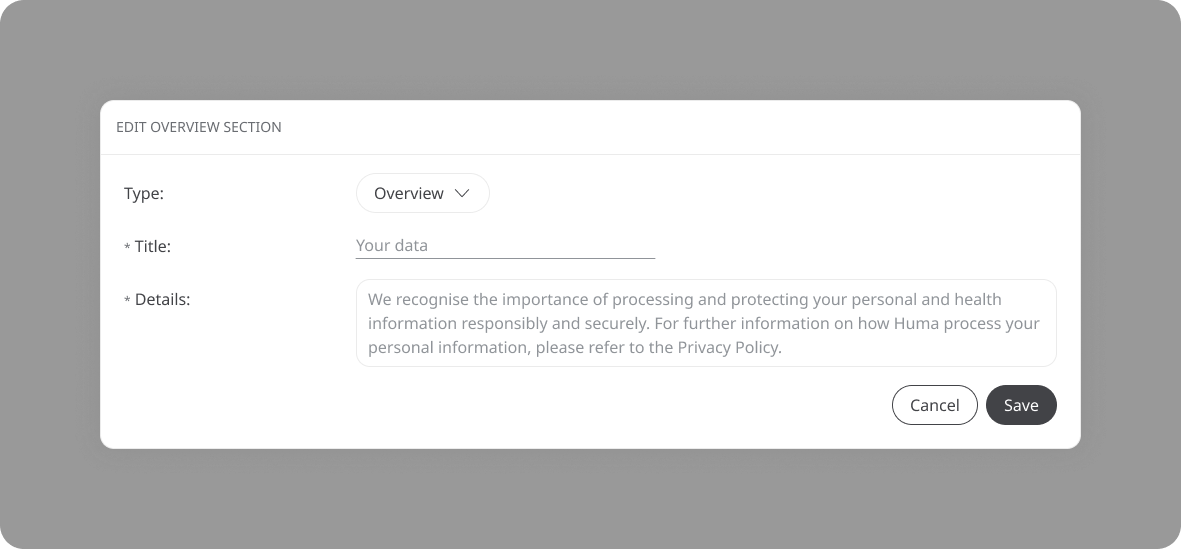 EDIT OVERVIEW SECTION
Type:
Overview
* Title:
Your data
* Details:
We recognise the importance of processing and protecting your personal and health
information responsibly and securely. For further information on how Huma process your
personal information, please refer to the Privacy Policy.
Cancel
Save